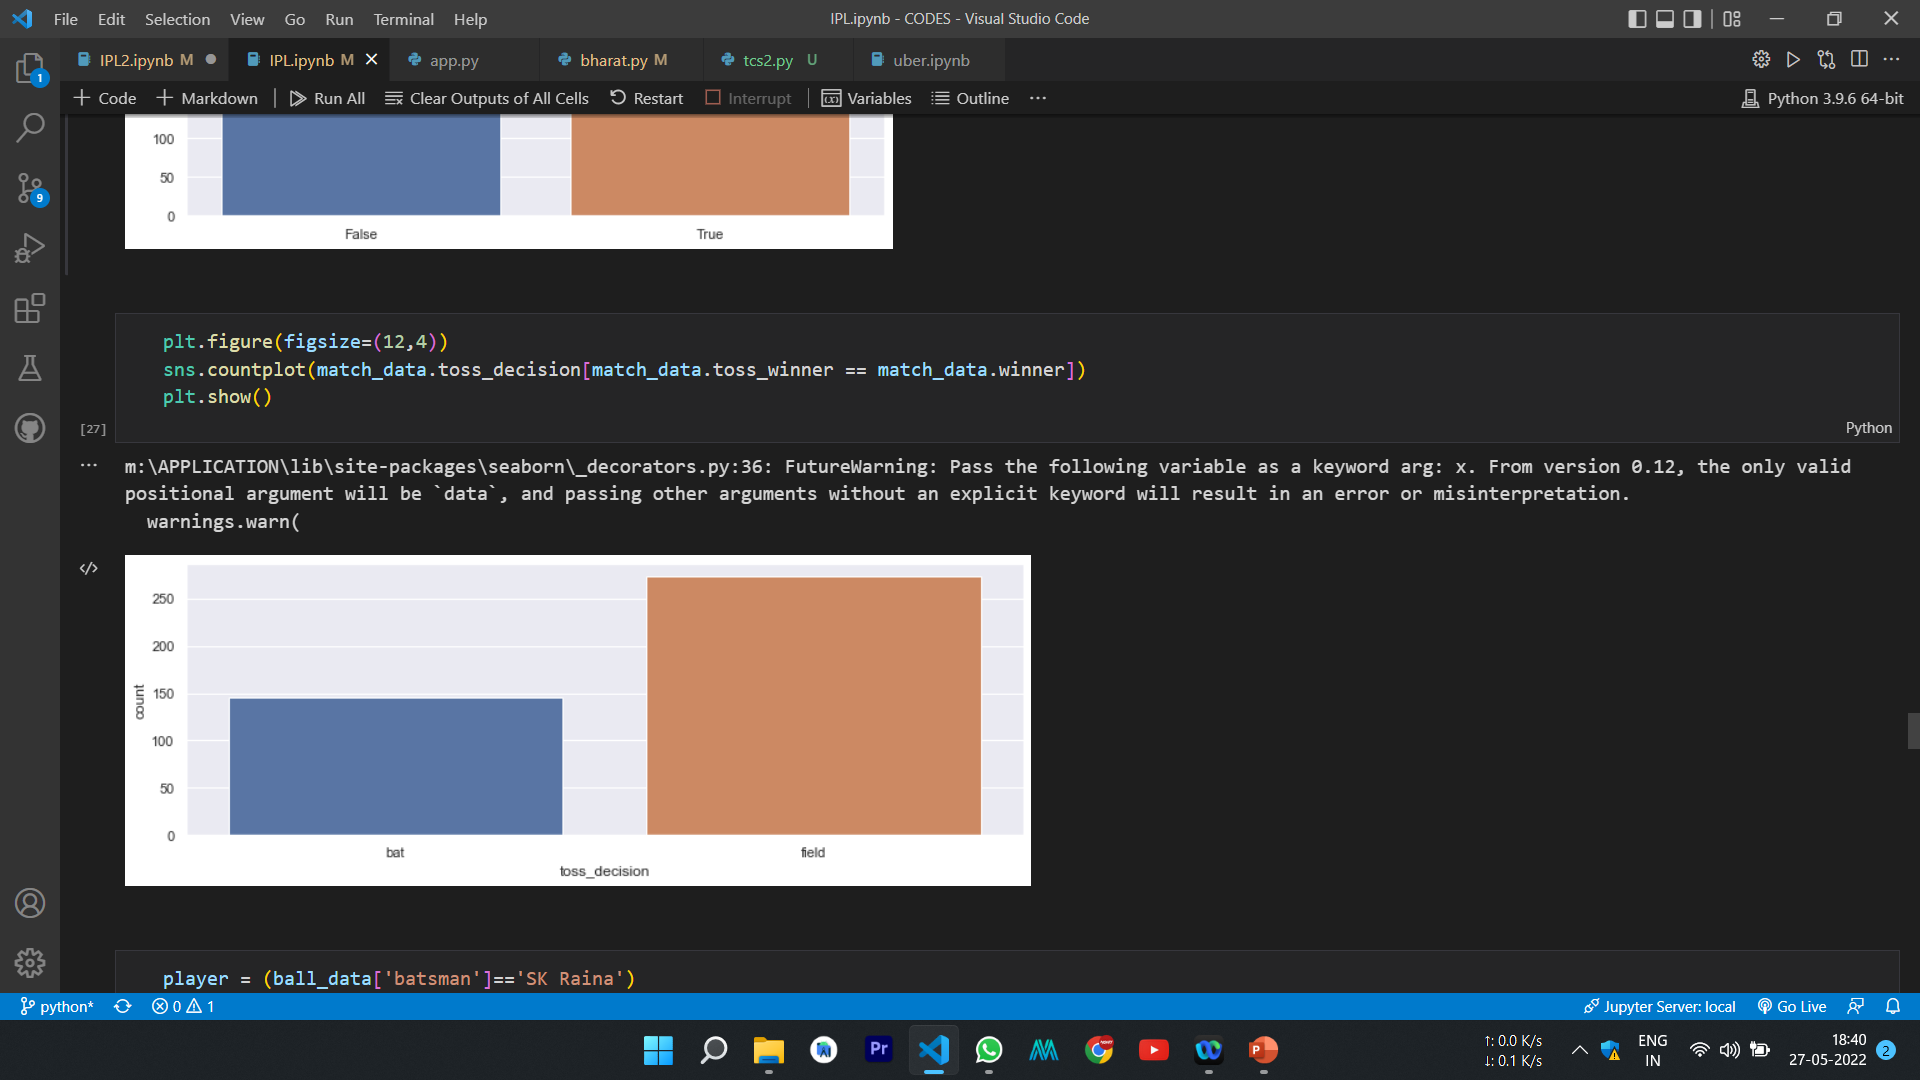 File Edit Selection View Go Run Terminal Help IPL.ipynb - CODES - Visual Studio Code
IPL2.ipynb M IPL.ipynb M app.py bharat.py M tcs2.py U uber.ipynb
Code Markdown Run All Clear Outputs of All Cells Restart Interrupt Variables Outline Python 3.9.6 64-bit
100
50
0
False True
plt.figure(figsize=(12,4))
sns.countplot(match_data.toss_decision[match_data.toss_winner == match_data.winner])
plt.show()
[27] Python
m:\APPLICATION\lib\site-packages\seaborn\_decorators.py:36: FutureWarning: Pass the following variable as a keyword arg: x. From version 0.12, the only valid
positional argument will be `data`, and passing other arguments without an explicit keyword will result in an error or misinterpretation.
warnings.warn(
250
200
150
100
50
0
count
bat field
toss_decision
player = (ball_data['batsman']=='SK Raina')
python* 0 1 Jupyter Server: local Go Live
1
9
Pr
↑: 0.0 K/s
↓: 0.1 K/s
ENG
IN
18:40
27-05-2022
2